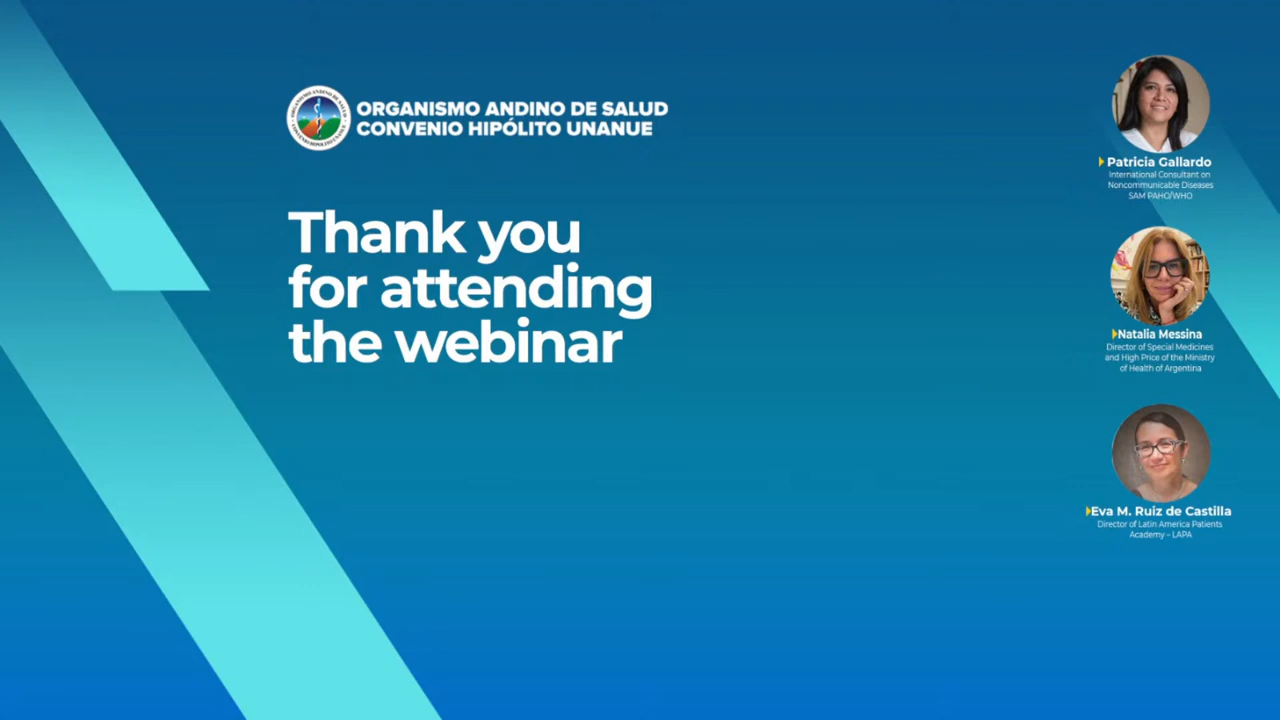 ORGANISMO ANDINO DE SALUD
CONVENIO HIPÓLITO UNANUE
Thank you
for attending
the webinar
Patricia Gallardo
International Consultant on
Noncommunicable Diseases
SAM PAHO/WHO
Natalia Messina
Director of Special Medicines
and High Price of the Ministry
of Health of Argentina
Eva M. Ruiz de Castilla
Director of Latin America Patients
Academy – LAPA